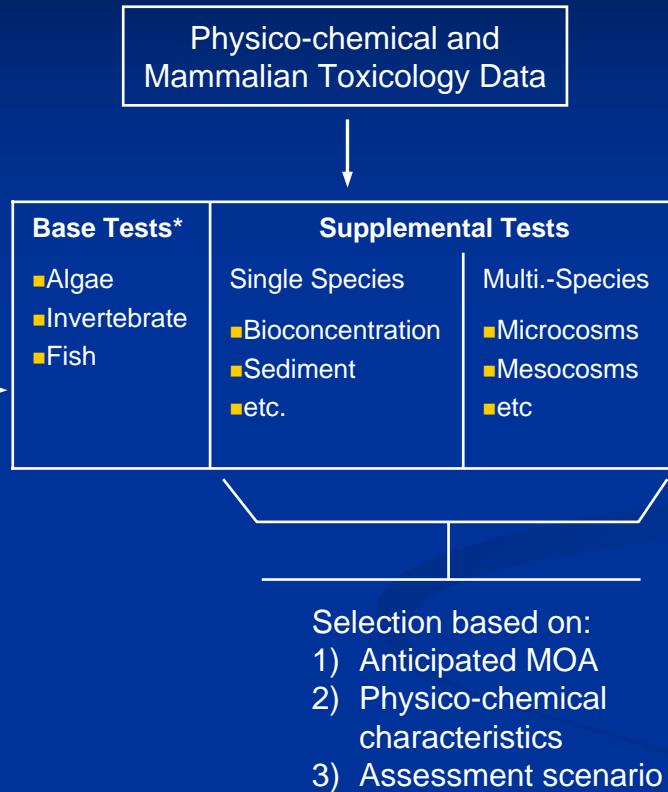 Physico-chemical and
Mammalian Toxicology Data
Base Tests*
Algae
Invertebrate
Fish
Supplemental Tests
Single Species
Bioconcentration
Sediment
etc.
Multi.-Species
Microcosms
Mesocosms
etc
Selection based on:
1) Anticipated MOA
2) Physico-chemical
characteristics
3) Assessment scenario